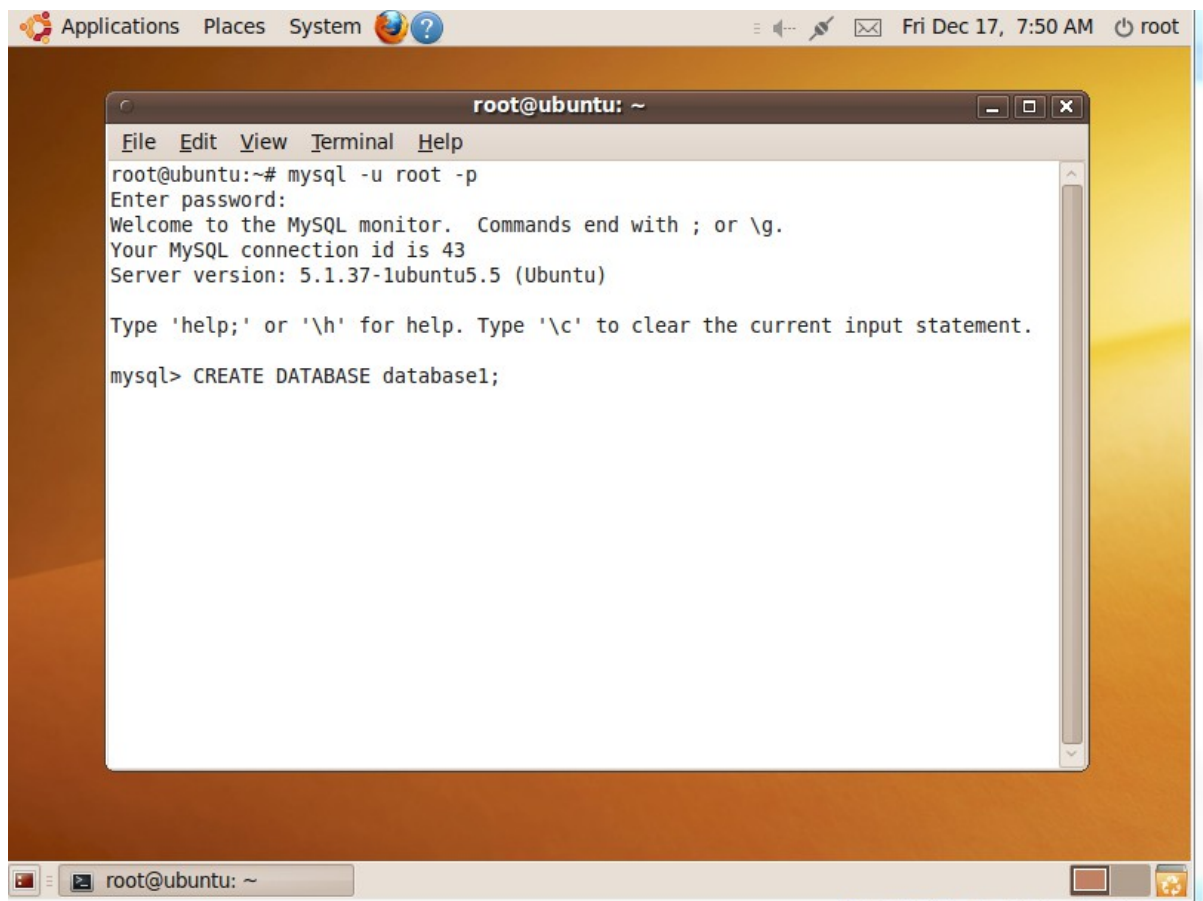 Applications Places System Fri Dec 17, 7:50 AM root
root@ubuntu: ~
File Edit View Terminal Help
root@ubuntu:~# mysql -u root -p
Enter password:
Welcome to the MySQL monitor.  Commands end with ; or \g.
Your MySQL connection id is 43
Server version: 5.1.37-1ubuntu5.5 (Ubuntu)
Type 'help;' or '\h' for help. Type '\c' to clear the current input statement.
mysql> CREATE DATABASE database1;
root@ubuntu: ~